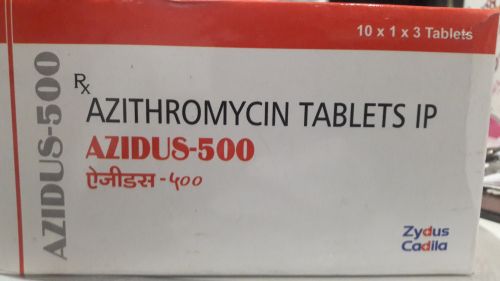 10 x 1 x 3 Tablets
Rx AZITHROMYCIN TABLETS IP
AZIDUS-500
ऐजीडस -५००
Zydus
Cadila
AZIDUS-500